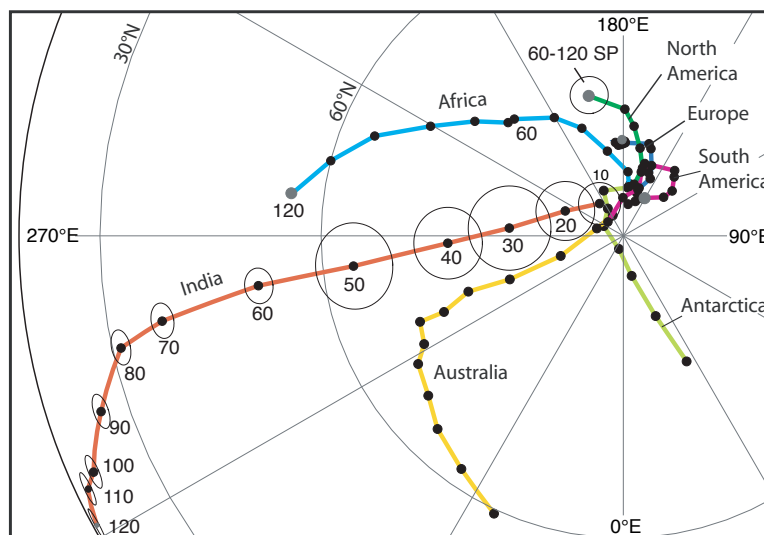 180°E
30°N
60-120 SP
North
America
60°N
Africa
Europe
60
South
America
10
120
20
270°E
90°E
30
40
50
India
60
Antarctica
70
80
Australia
90
100
110
120
0°E